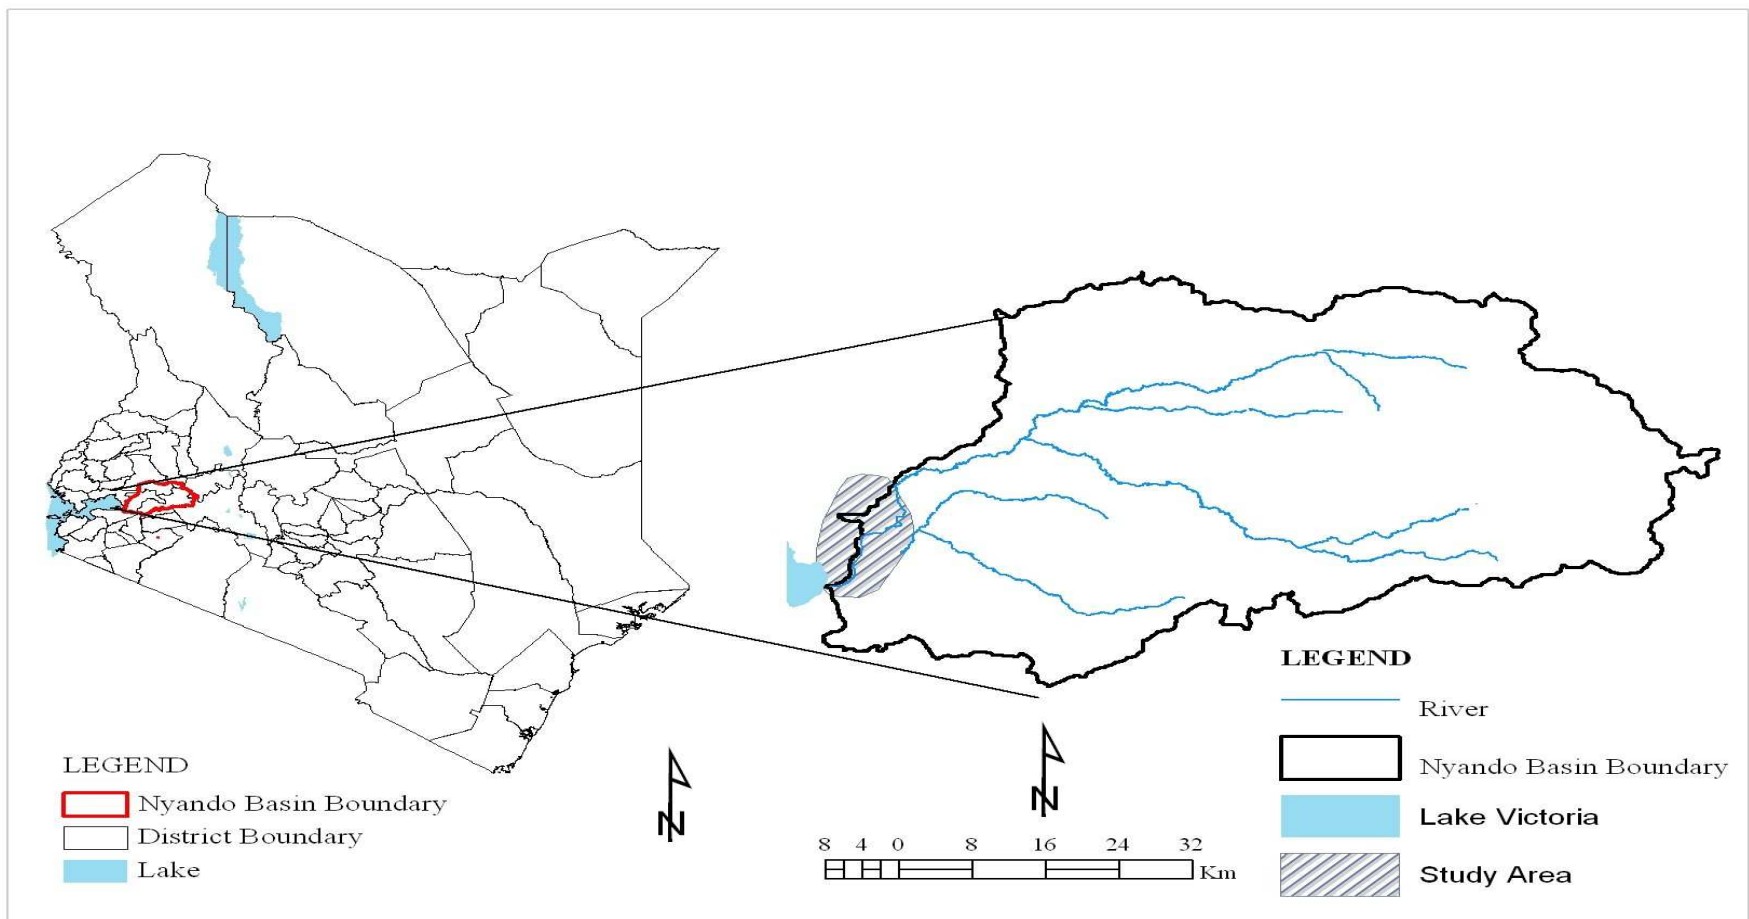 LEGEND
Nyando Basin Boundary
District Boundary
Lake
N
N
8 4 0 8 16 24 32
Km
LEGEND
River
Nyando Basin Boundary
Lake Victoria
Study Area